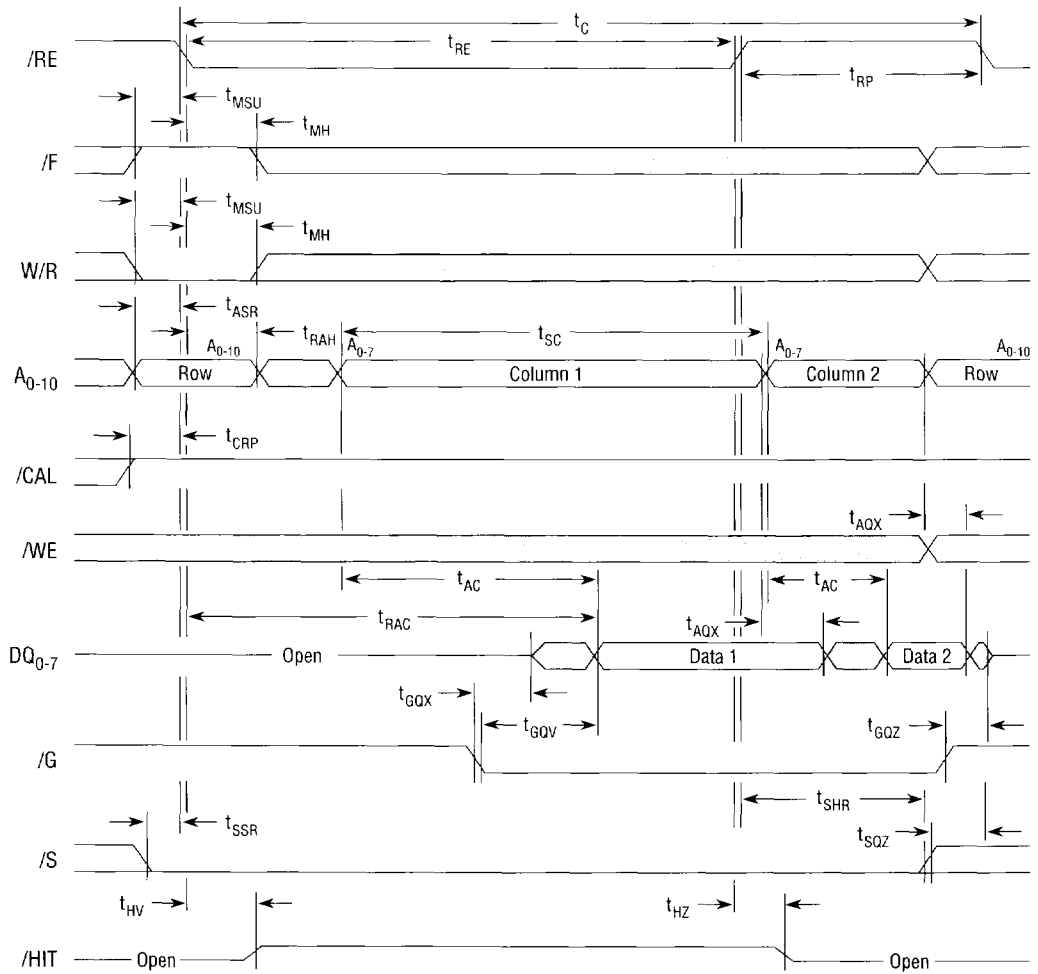 t_C
/RE
t_RE
t_RP
t_MSU
t_MH
/F
t_MSU
t_MH
W/R
t_ASR
t_RAH
t_SC
A_0-10
A_0-7
A_0-7
A_0-10
A_0-10
Row
Column 1
Column 2
Row
t_CRP
/CAL
t_AQX
/WE
t_AC
t_AC
t_RAC
t_AQX
DQ_0-7
Open
Data 1
Data 2
t_GQX
t_GQV
t_GQZ
/G
t_SHR
t_SSR
t_SQZ
/S
t_HV
t_HZ
/HIT
Open
Open